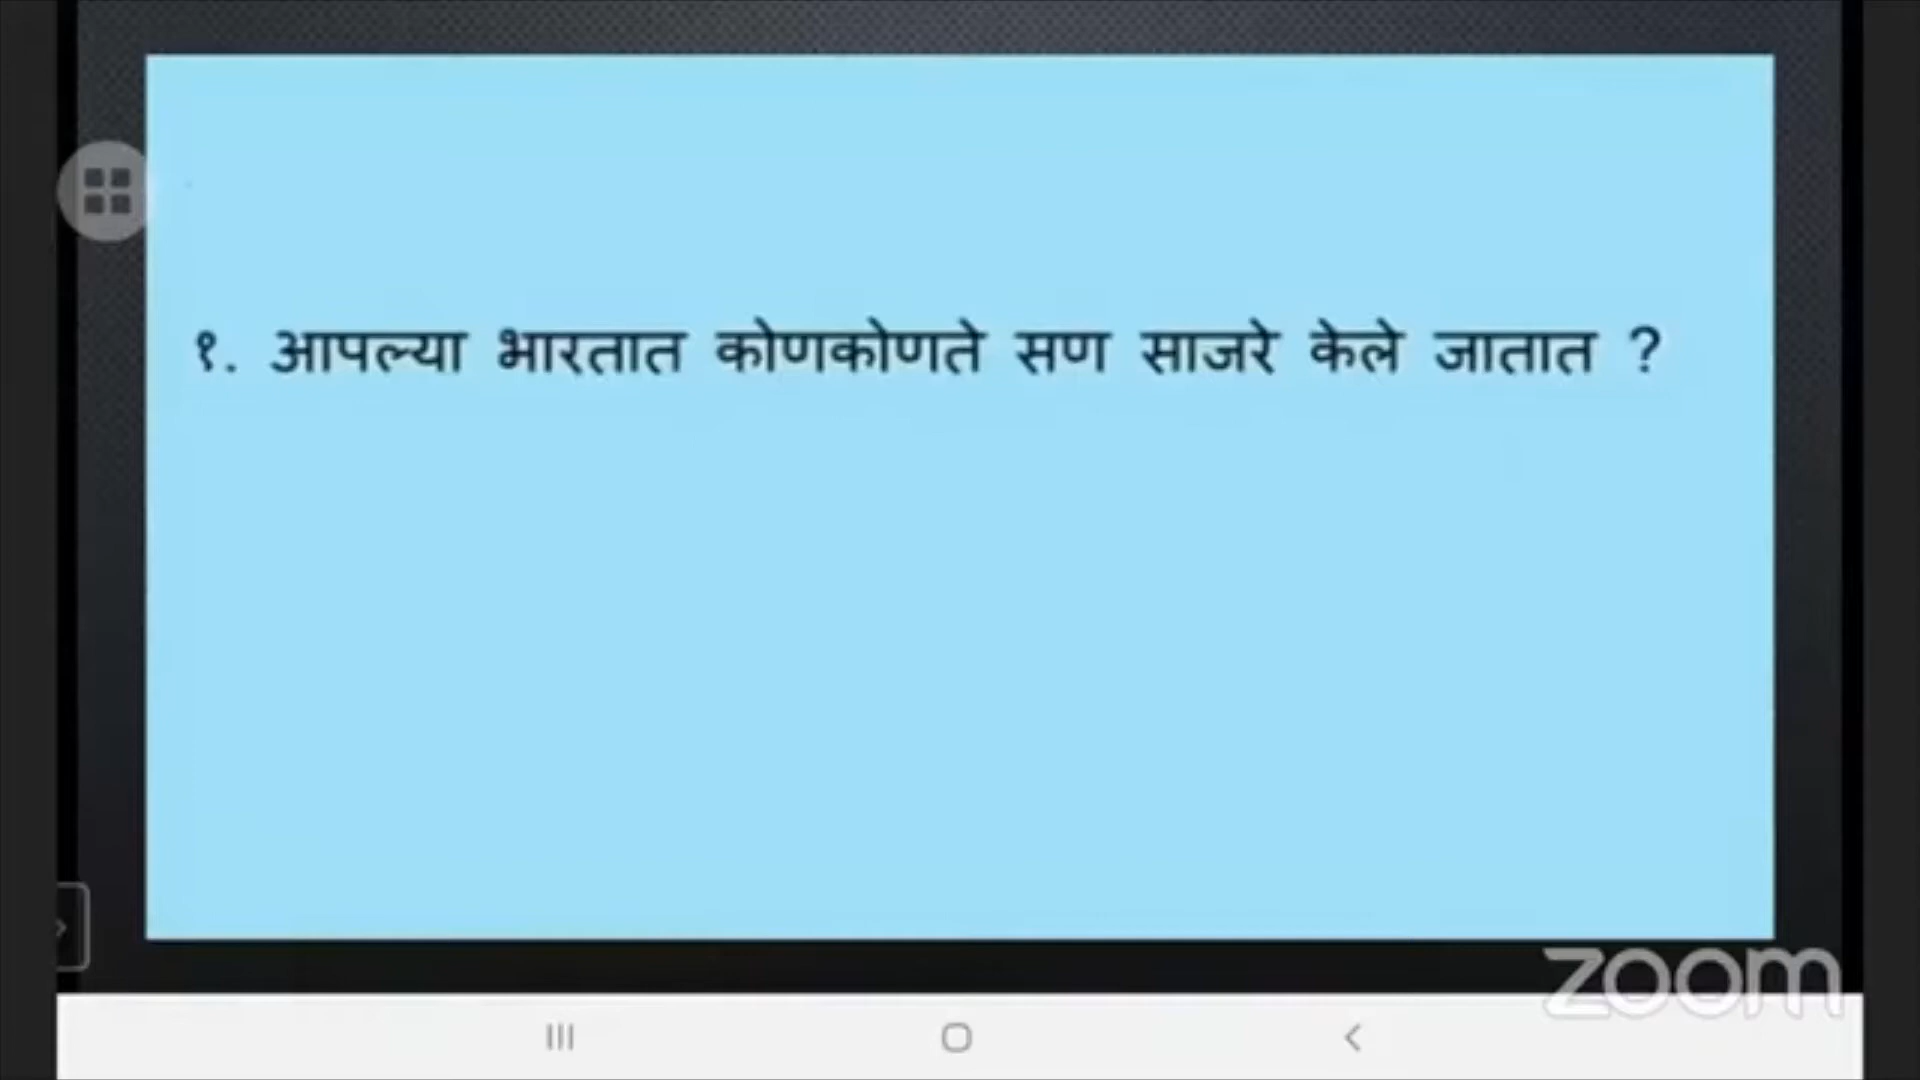 १. आपल्या भारतात कोणकोणते सण साजरे केले जातात ?
zoom